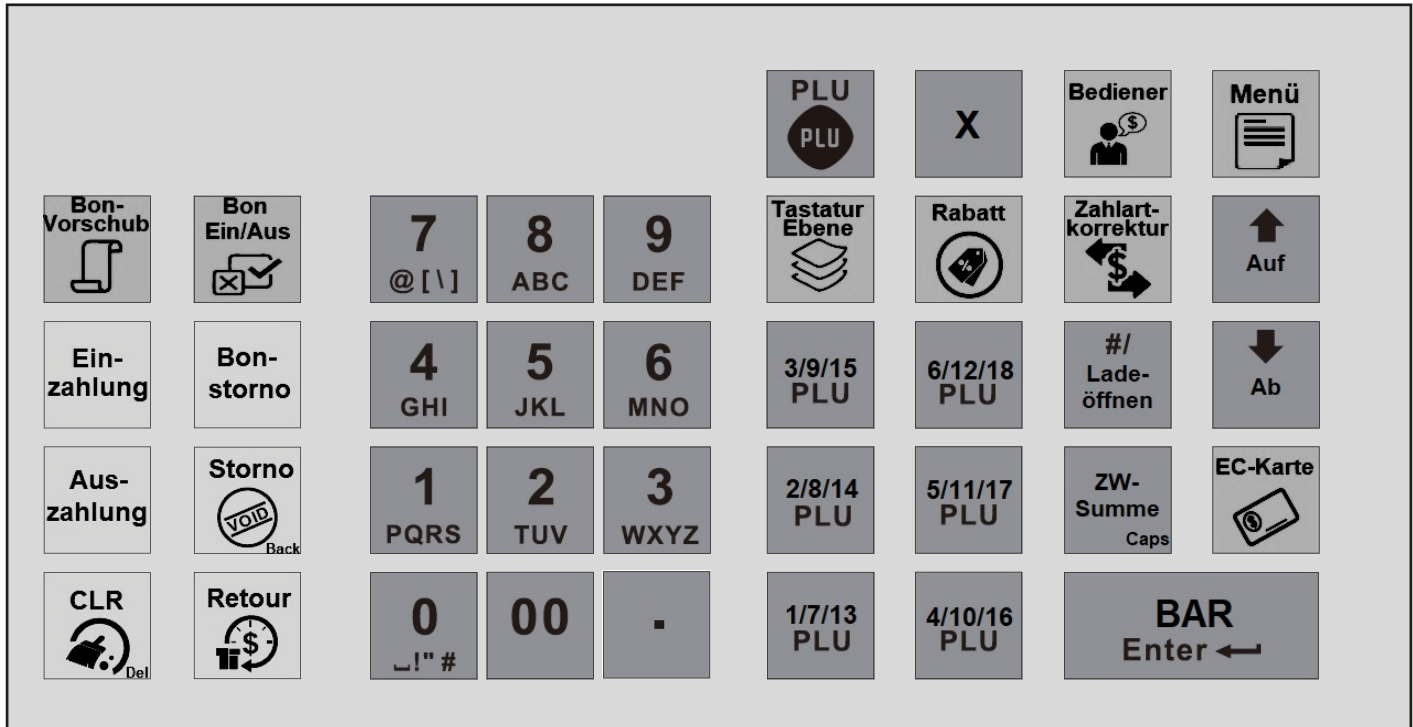 PLU
PLU
X
Bediener
$
Menü
Bon-
Vorschub
Bon
Ein/Aus
7
@[\]
8
ABC
9
DEF
Tastatur
Ebene
Rabatt
%
Zahlart-
korrektur
$
Auf
Ein-
zahlung
Bon-
storno
4
GHI
5
JKL
6
MNO
3/9/15
PLU
6/12/18
PLU
#/
Lade-
öffnen
Ab
Aus-
zahlung
Storno
VOID
Back
1
PQRS
2
TUV
3
WXYZ
2/8/14
PLU
5/11/17
PLU
ZW-
Summe
Caps
EC-Karte
$
CLR
Del
Retour
$
0
⎵!"#
00
.
1/7/13
PLU
4/10/16
PLU
BAR
Enter